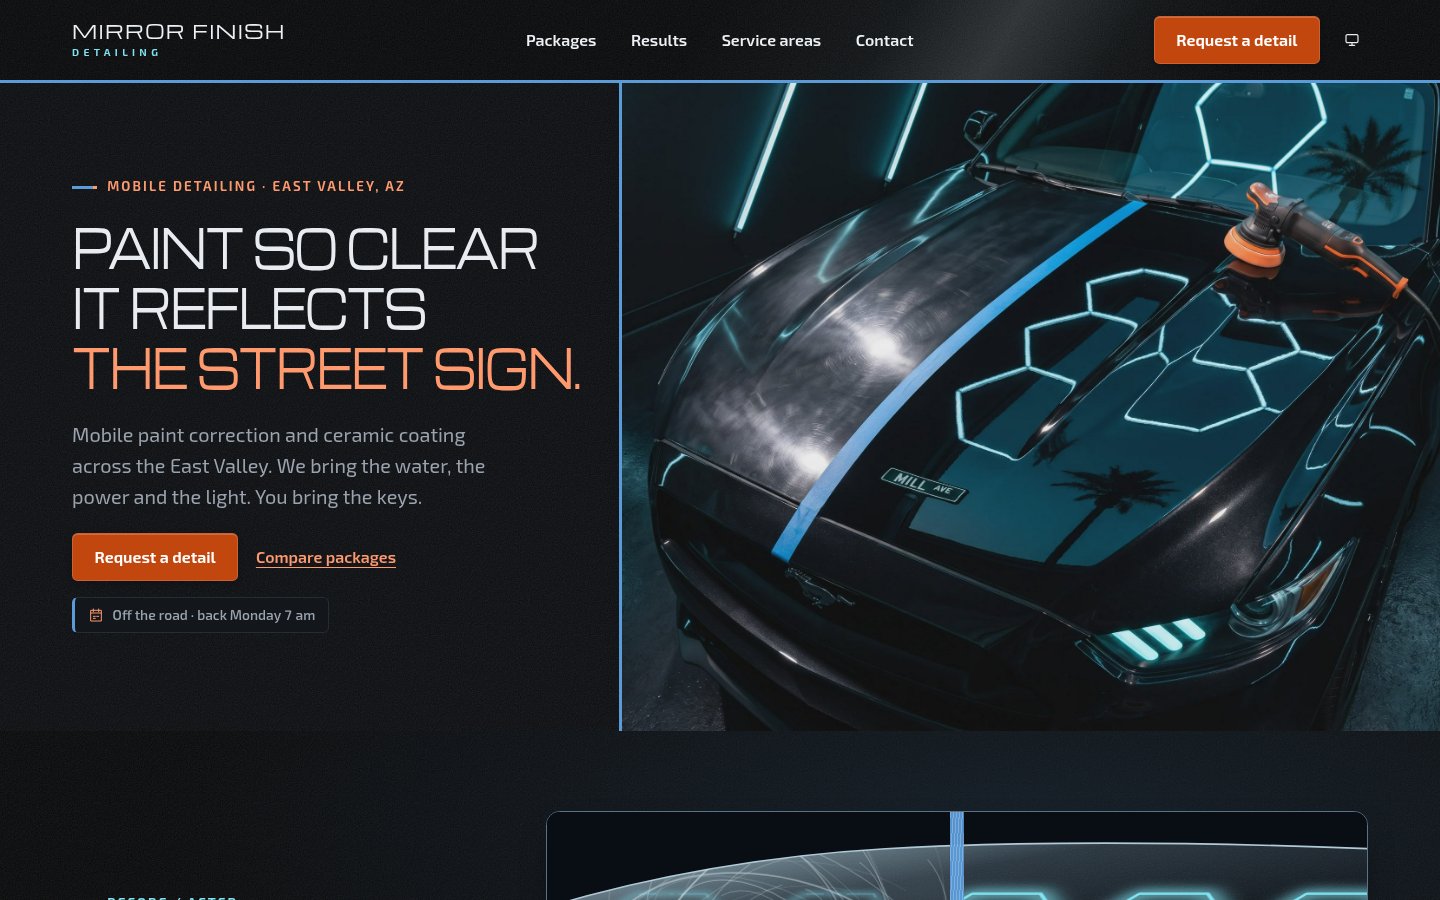 MIRROR FINISH
DETAILING
Packages
Results
Service areas
Contact
Request a detail
MOBILE DETAILING · EAST VALLEY, AZ
PAINT SO CLEAR
IT REFLECTS
THE STREET SIGN.
Mobile paint correction and ceramic coating
across the East Valley. We bring the water, the
power and the light. You bring the keys.
Request a detail
Compare packages
Off the road · back Monday 7 am
MILL AVE